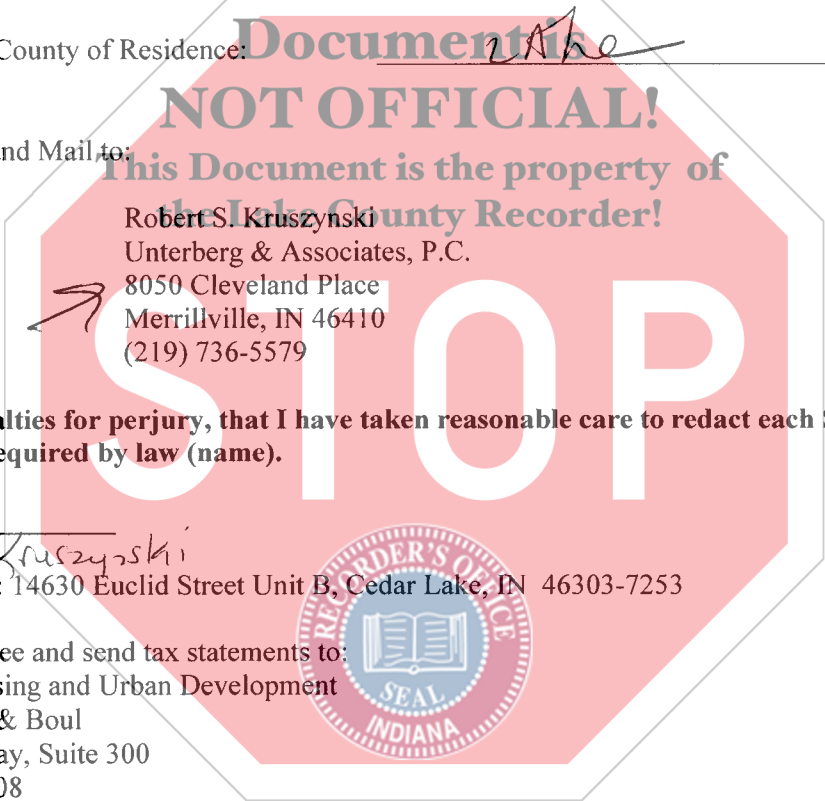 County of Residence: Lake
Document is
NOT OFFICIAL!
nd Mail to:
This Document is the property of
the Lake County Recorder!
Robert S. Kruszynski
Unterberg & Associates, P.C.
8050 Cleveland Place
Merrillville, IN 46410
(219) 736-5579
STOP
alties for perjury, that I have taken reasonable care to redact each
equired by law (name).
Kruszynski
: 14630 Euclid Street Unit B, Cedar Lake, IN 46303-7253
RECORDER'S OFFICE
SEAL
INDIANA
ee and send tax statements to:
sing and Urban Development
& Boul
ay, Suite 300
08